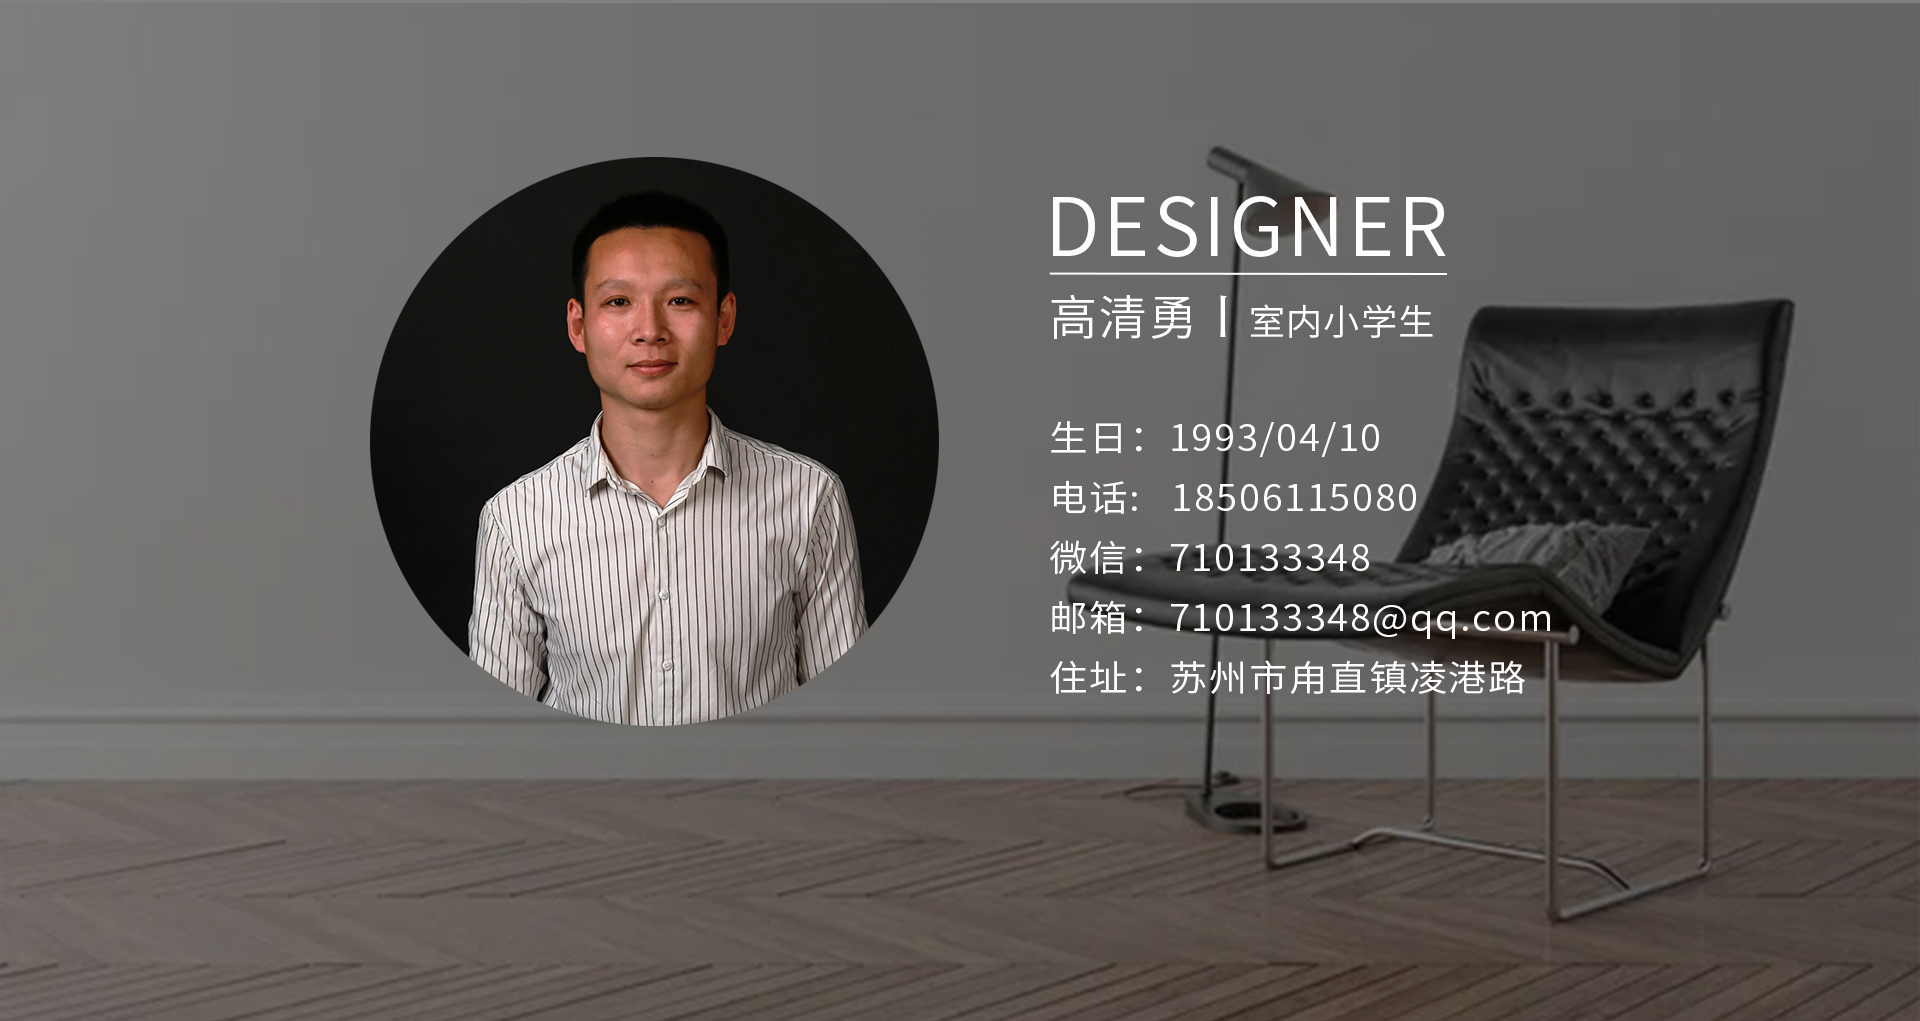 DESIGNER
高清勇丨室内小学生
生日：1993/04/10
电话:  18506115080
微信：710133348
邮箱：710133348@qq.com
住址：苏州市甪直镇凌港路